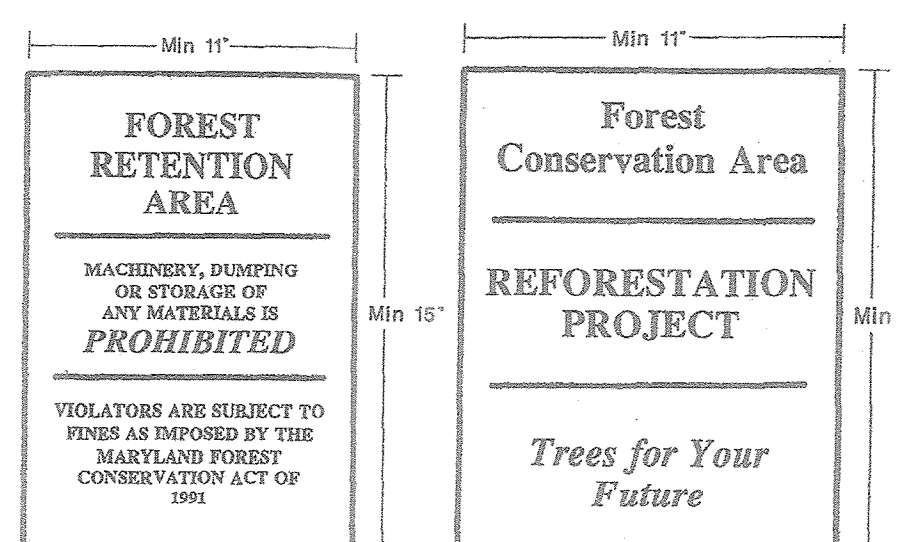 Min 11"
FOREST
RETENTION
AREA
MACHINERY, DUMPING
OR STORAGE OF
ANY MATERIALS IS
PROHIBITED
VIOLATORS ARE SUBJECT TO
FINES AS IMPOSED BY THE
MARYLAND FOREST
CONSERVATION ACT OF
1991
Min 15"
Min 11"
Forest
Conservation Area
REFORESTATION
PROJECT
Trees for Your
Future
Min